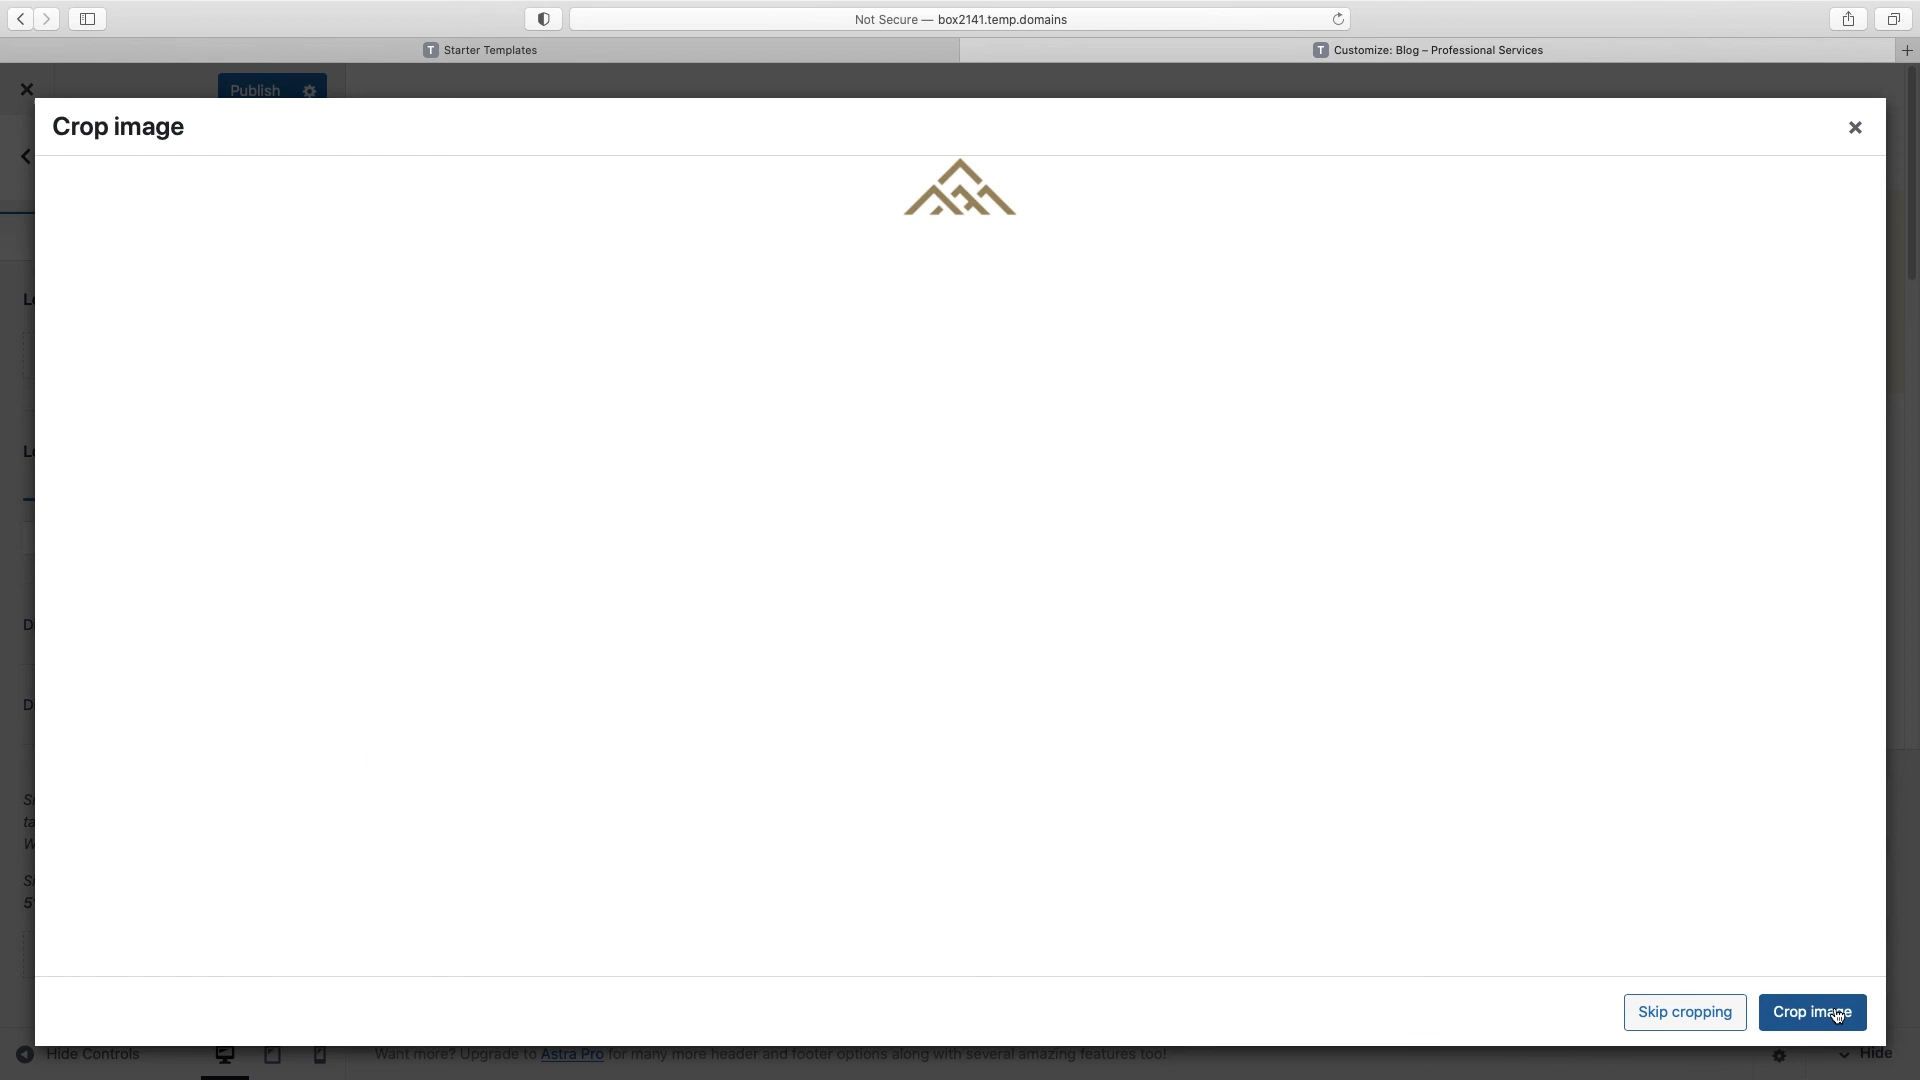 Not Secure — box2141.temp.domains
T Starter Templates
T Customize: Blog – Professional Services
Publish
Crop image
Skip cropping
Crop image
Hide Controls
Want more? Upgrade to Astra Pro for many more header and footer options along with several amazing features too!
Hide